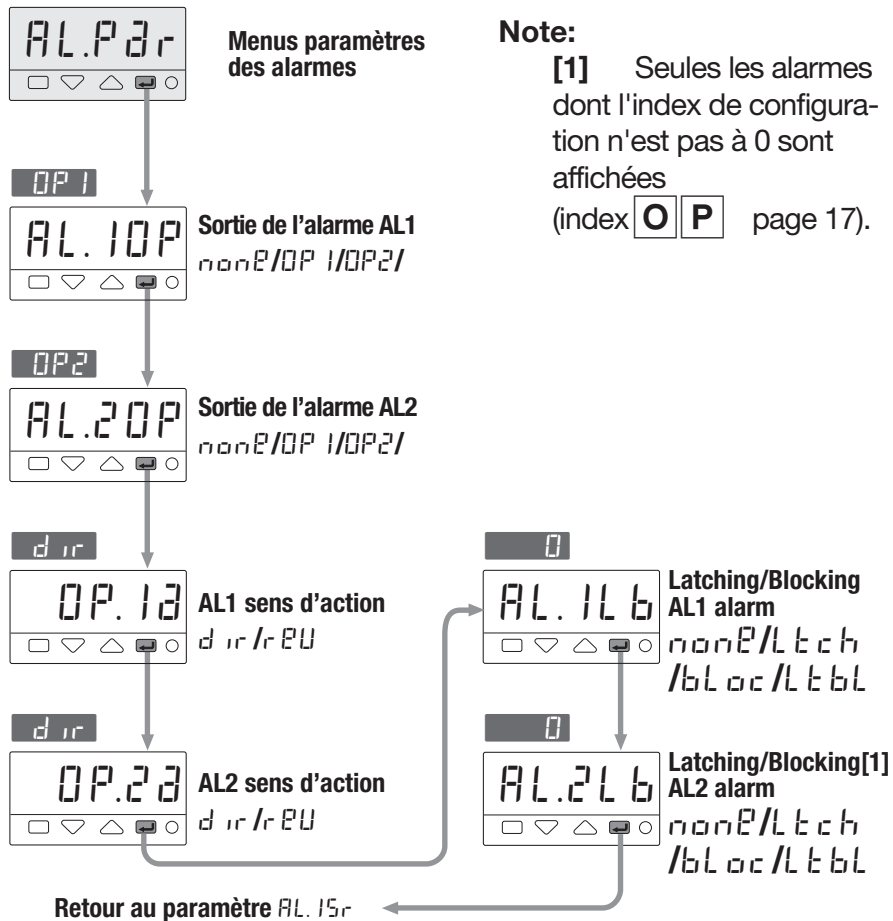 AL.Par
Menus paramètres
des alarmes
Note:
[1] Seules les alarmes
dont l'index de configura-
tion n'est pas à 0 sont
affichées
(index O P page 17).
OP1
AL.1OP
Sortie de l’alarme AL1
nonE/OP1/OP2/
OP2
AL.2OP
Sortie de l’alarme AL2
nonE/OP1/OP2/
dir
OP.1a
AL1 sens d’action
dir/rEU
dir
OP.2a
AL2 sens d’action
dir/rEU
0
AL.1Lb
Latching/Blocking
AL1 alarm
nonE/Ltch
/bLoc/LtbL
0
AL.2Lb
Latching/Blocking[1]
AL2 alarm
nonE/Ltch
/bLoc/LtbL
Retour au paramètre AL.1Sr